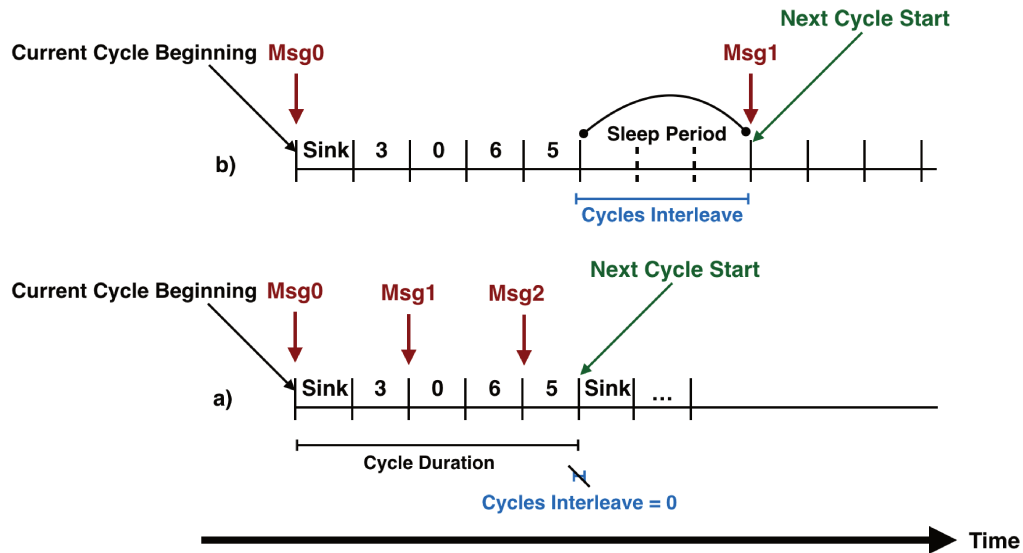 Next Cycle Start
Current Cycle Beginning Msg0 Msg1
Sleep Period
b) Sink 3 0 6 5
Cycles Interleave
Next Cycle Start
Current Cycle Beginning Msg0 Msg1 Msg2
a) Sink 3 0 6 5 Sink ...
Cycle Duration
Cycles Interleave = 0
Time